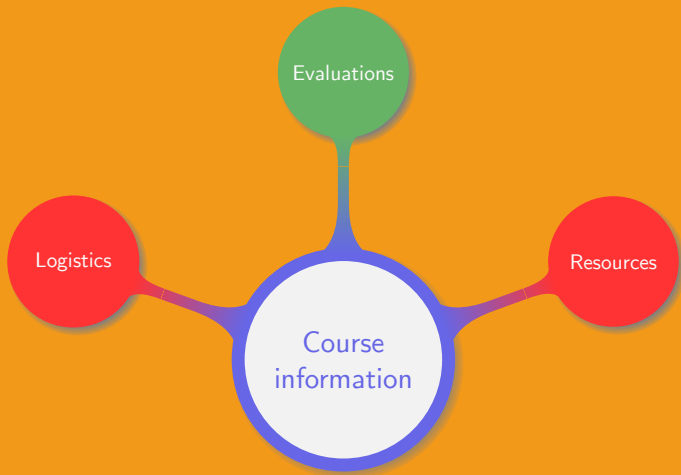 Evaluations
Logistics
Resources
Course
information